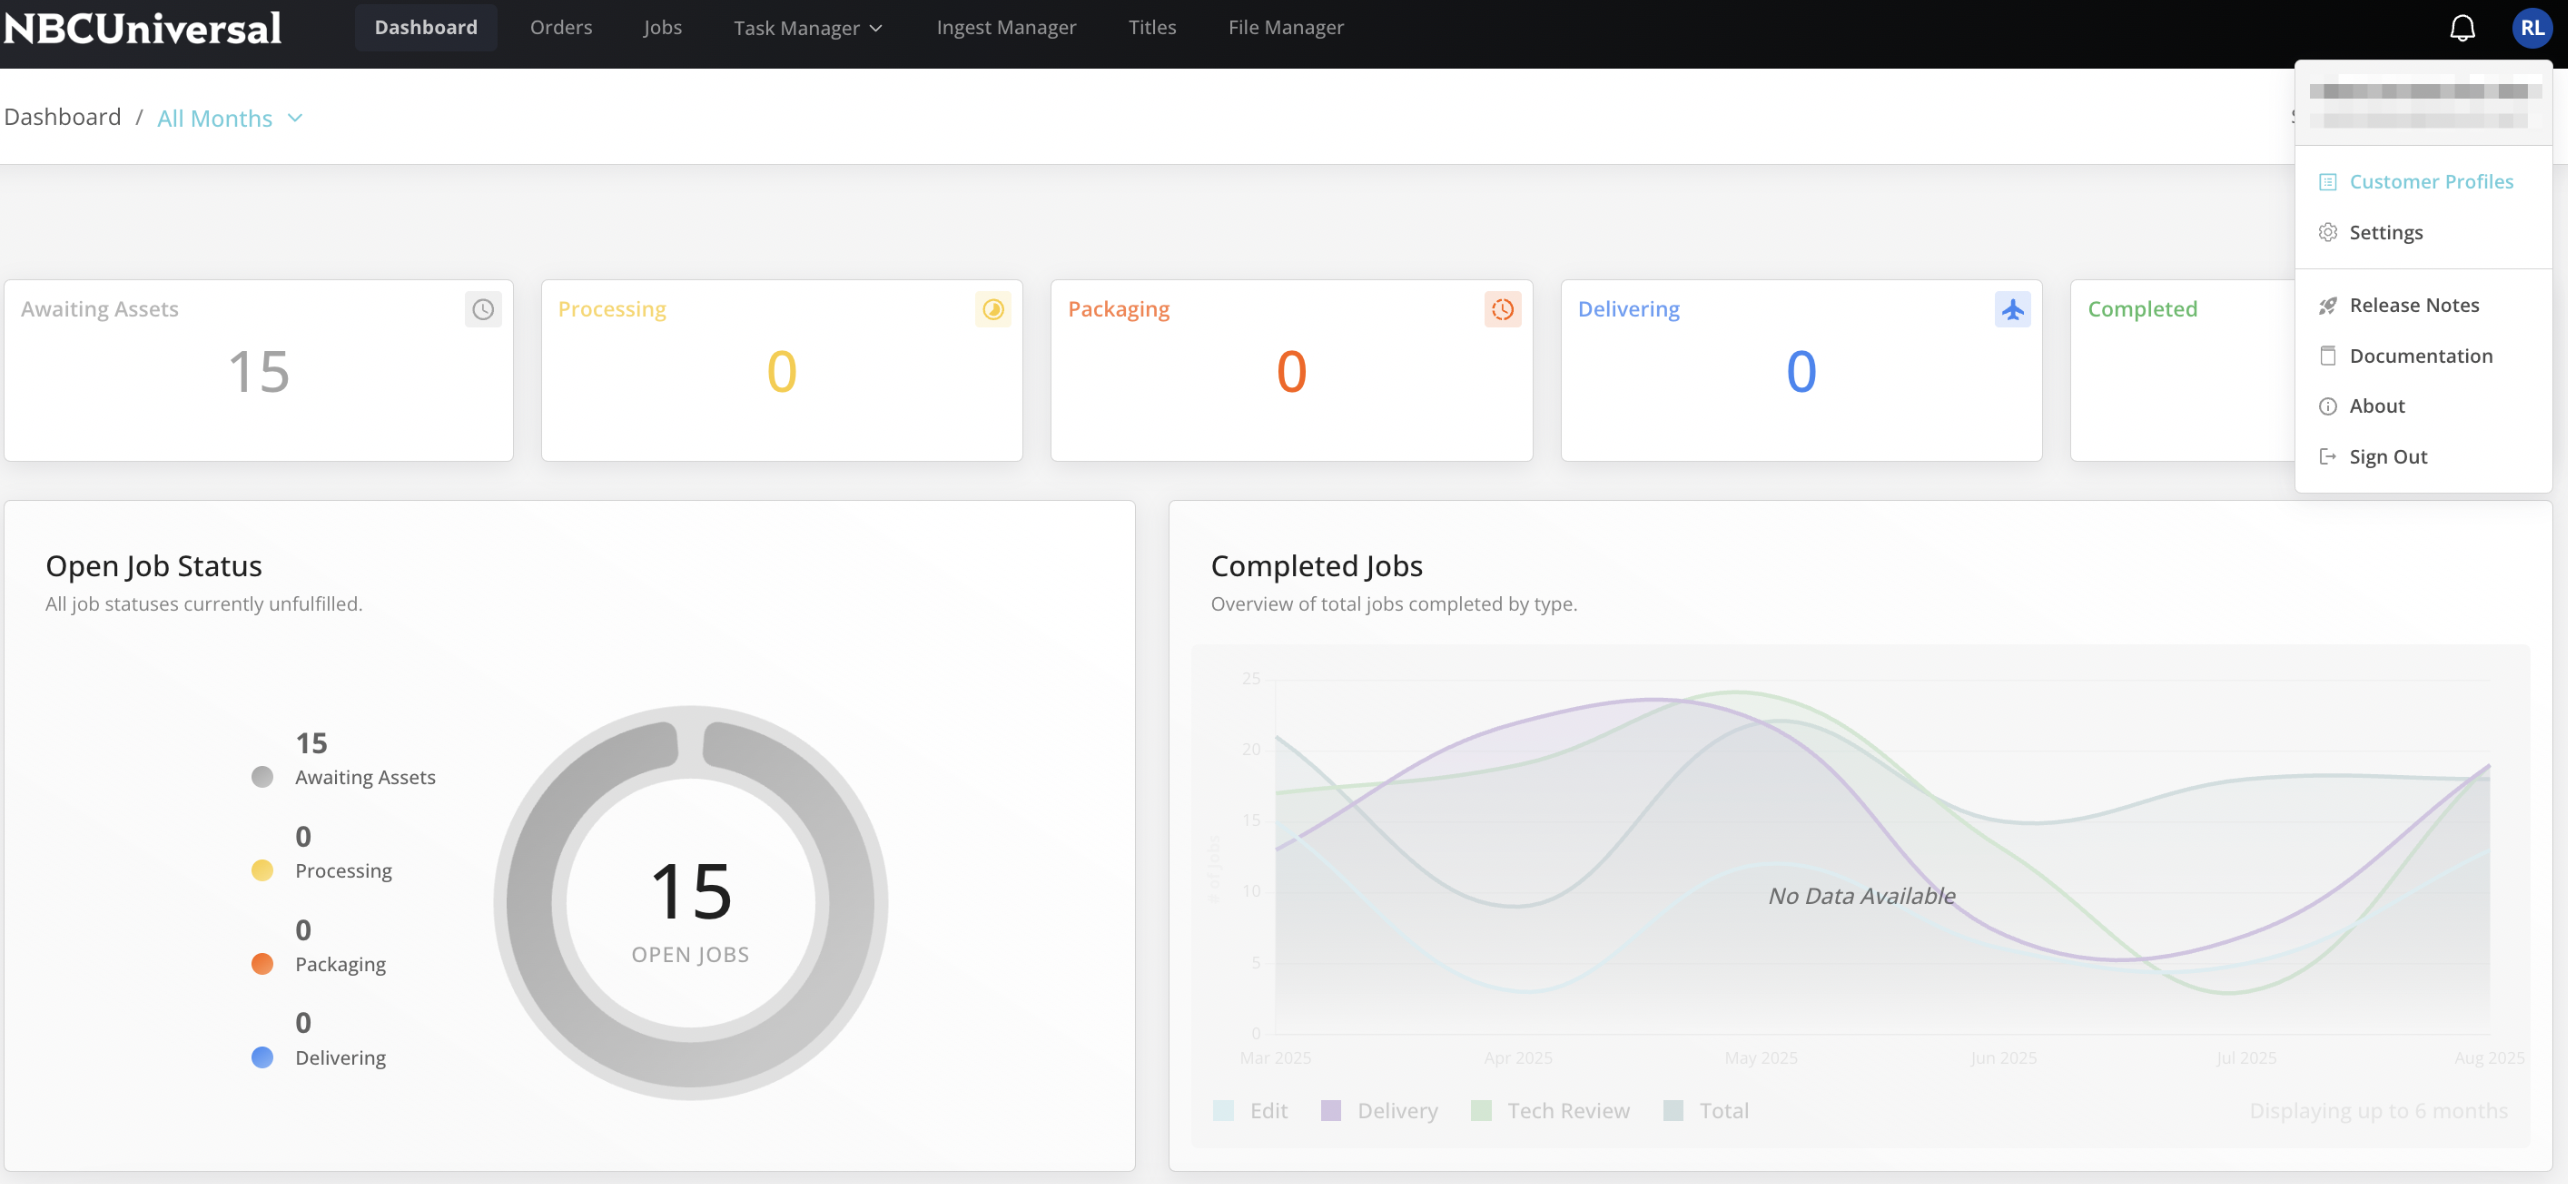 NBCUniversal
Dashboard
Orders
Jobs
Task Manager
Ingest Manager
Titles
File Manager
RL
Dashboard / All Months
Customer Profiles
Settings
Release Notes
Documentation
About
Sign Out
Awaiting Assets
15
Processing
0
Packaging
0
Delivering
0
Completed
Open Job Status
All job statuses currently unfulfilled.
15
Awaiting Assets
0
Processing
0
Packaging
0
Delivering
15
OPEN JOBS
Completed Jobs
Overview of total jobs completed by type.
# of Jobs
25
20
15
10
5
0
No Data Available
Mar 2025
Apr 2025
May 2025
Jun 2025
Jul 2025
Aug 2025
Edit
Delivery
Tech Review
Total
Displaying up to 6 months